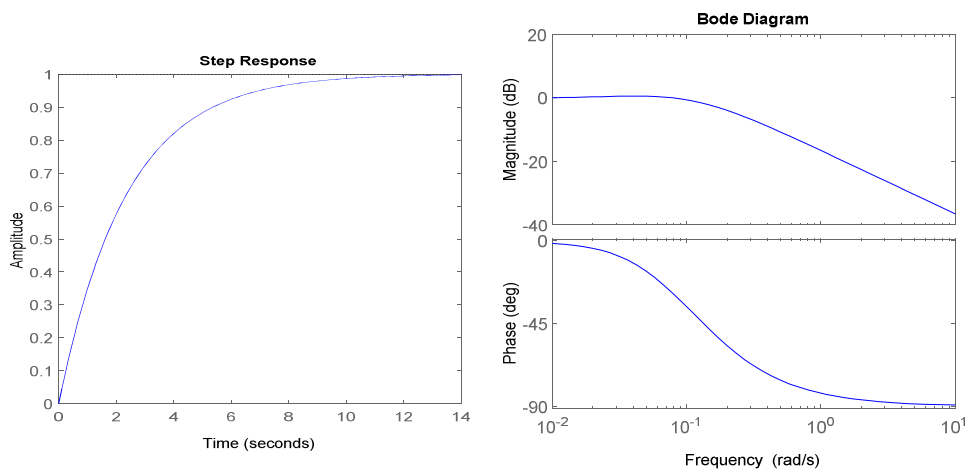 Step Response
Amplitude
1
0.9
0.8
0.7
0.6
0.5
0.4
0.3
0.2
0.1
0
0 2 4 6 8 10 12 14
Time (seconds)
Bode Diagram
Magnitude (dB)
20
0
-20
-40
Phase (deg)
0
-45
-90
10^-2 10^-1 10^0 10^1
Frequency (rad/s)